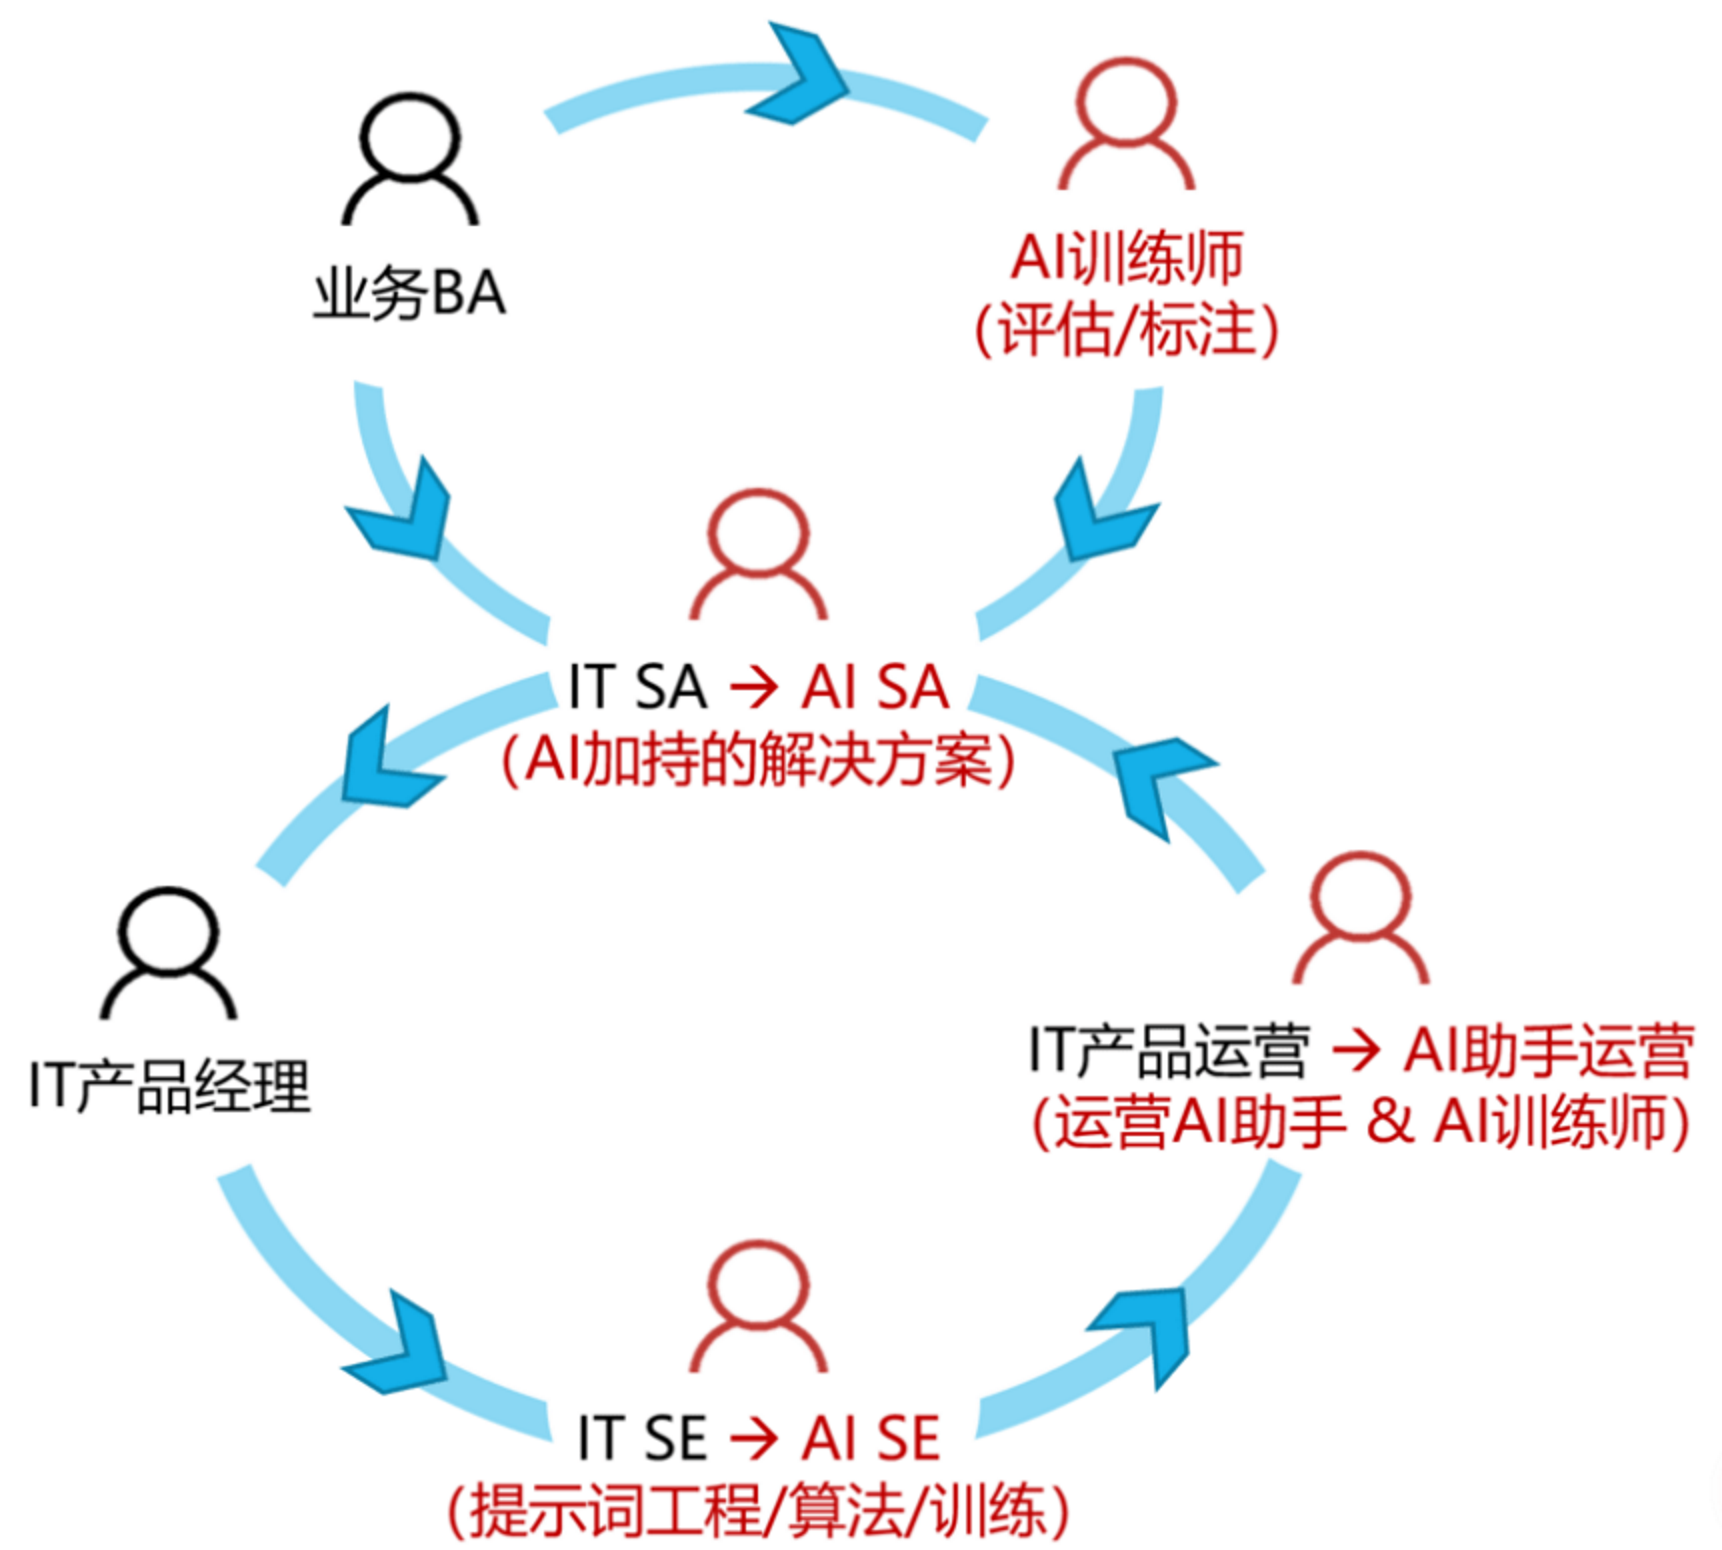 业务BA
AI训练师
(评估/标注)
IT SA → AI SA
(AI加持的解决方案)
IT产品经理
IT产品运营 → AI助手运营
(运营AI助手 & AI训练师)
IT SE → AI SE
(提示词工程/算法/训练)